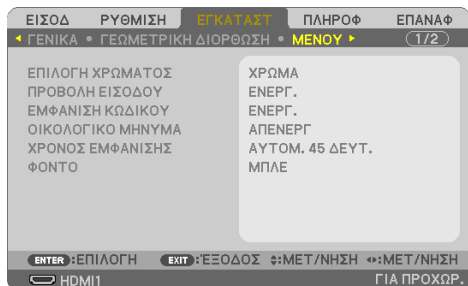 ΕΙΣΟΔ ΡΥΘΜΙΣΗ ΕΓΚΑΤΑΣΤ ΠΛΗΡΟΦ ΕΠΑΝΑΦ
ΓΕΝΙΚΑ • ΓΕΩΜΕΤΡΙΚΗ ΔΙΟΡΘΩΣΗ • ΜΕΝΟΥ 1/2
ΕΠΙΛΟΓΗ ΧΡΩΜΑΤΟΣ ΧΡΩΜΑ
ΠΡΟΒΟΛΗ ΕΙΣΟΔΟΥ ΕΝΕΡΓ.
ΕΜΦΑΝΙΣΗ ΚΩΔΙΚΟΥ ΕΝΕΡΓ.
ΟΙΚΟΛΟΓΙΚΟ ΜΗΝΥΜΑ ΑΠΕΝΕΡΓ
ΧΡΟΝΟΣ ΕΜΦΑΝΙΣΗΣ ΑΥΤΟΜ. 45 ΔΕΥΤ.
ΦΟΝΤΟ ΜΠΛΕ
ENTER :ΕΠΙΛΟΓΗ EXIT :ΈΞΟΔΟΣ :ΜΕΤ/ΝΗΣΗ :ΜΕΤ/ΝΗΣΗ
HDMI1 ΓΙΑ ΠΡΟΧΩΡ.